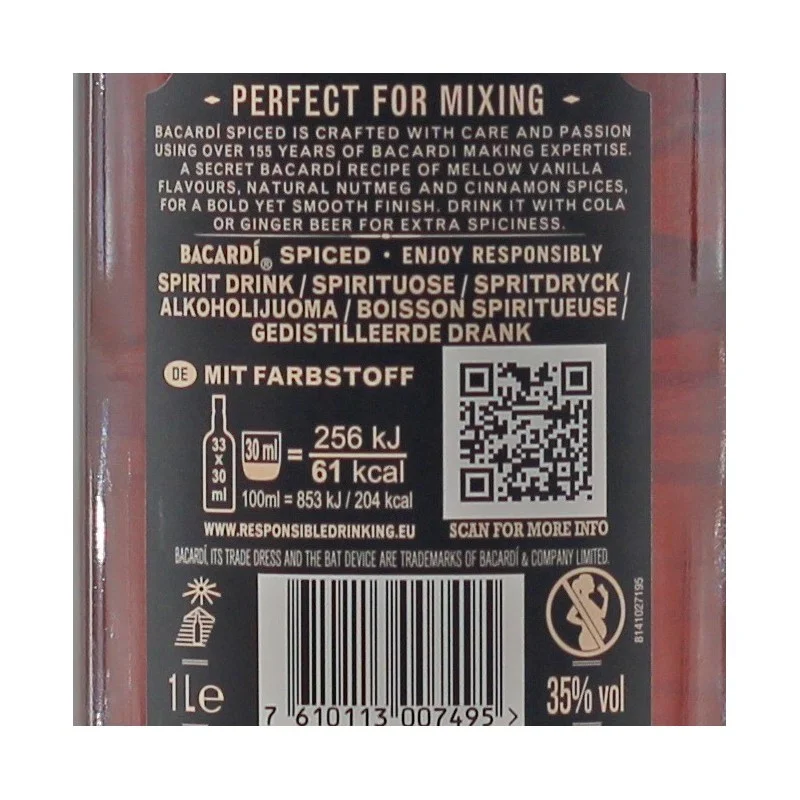 PERFECT FOR MIXING
BACARDÍ SPICED IS CRAFTED WITH CARE AND PASSION
USING OVER 155 YEARS OF BACARDI MAKING EXPERTISE.
A SECRET BACARDÍ RECIPE OF MELLOW VANILLA
FLAVOURS, NATURAL NUTMEG AND CINNAMON SPICES,
FOR A BOLD YET SMOOTH FINISH. DRINK IT WITH COLA
OR GINGER BEER FOR EXTRA SPICINESS.
BACARDÍ® SPICED · ENJOY RESPONSIBLY
SPIRIT DRINK / SPIRITUOSE / SPRITDRYCK /
ALKOHOLIJUOMA / BOISSON SPIRITUEUSE /
GEDISTILLEERDE DRANK
DE MIT FARBSTOFF
33 x 30 ml
30 ml = 256 kJ
61 kcal
100ml = 853 kJ / 204 kcal
WWW.RESPONSIBLEDRINKING.EU
SCAN FOR MORE INFO
BACARDÍ, ITS TRADE DRESS AND THE BAT DEVICE ARE TRADEMARKS OF BACARDÍ & COMPANY LIMITED.
8141027195
1L e
7 610113 007495 >
35% vol